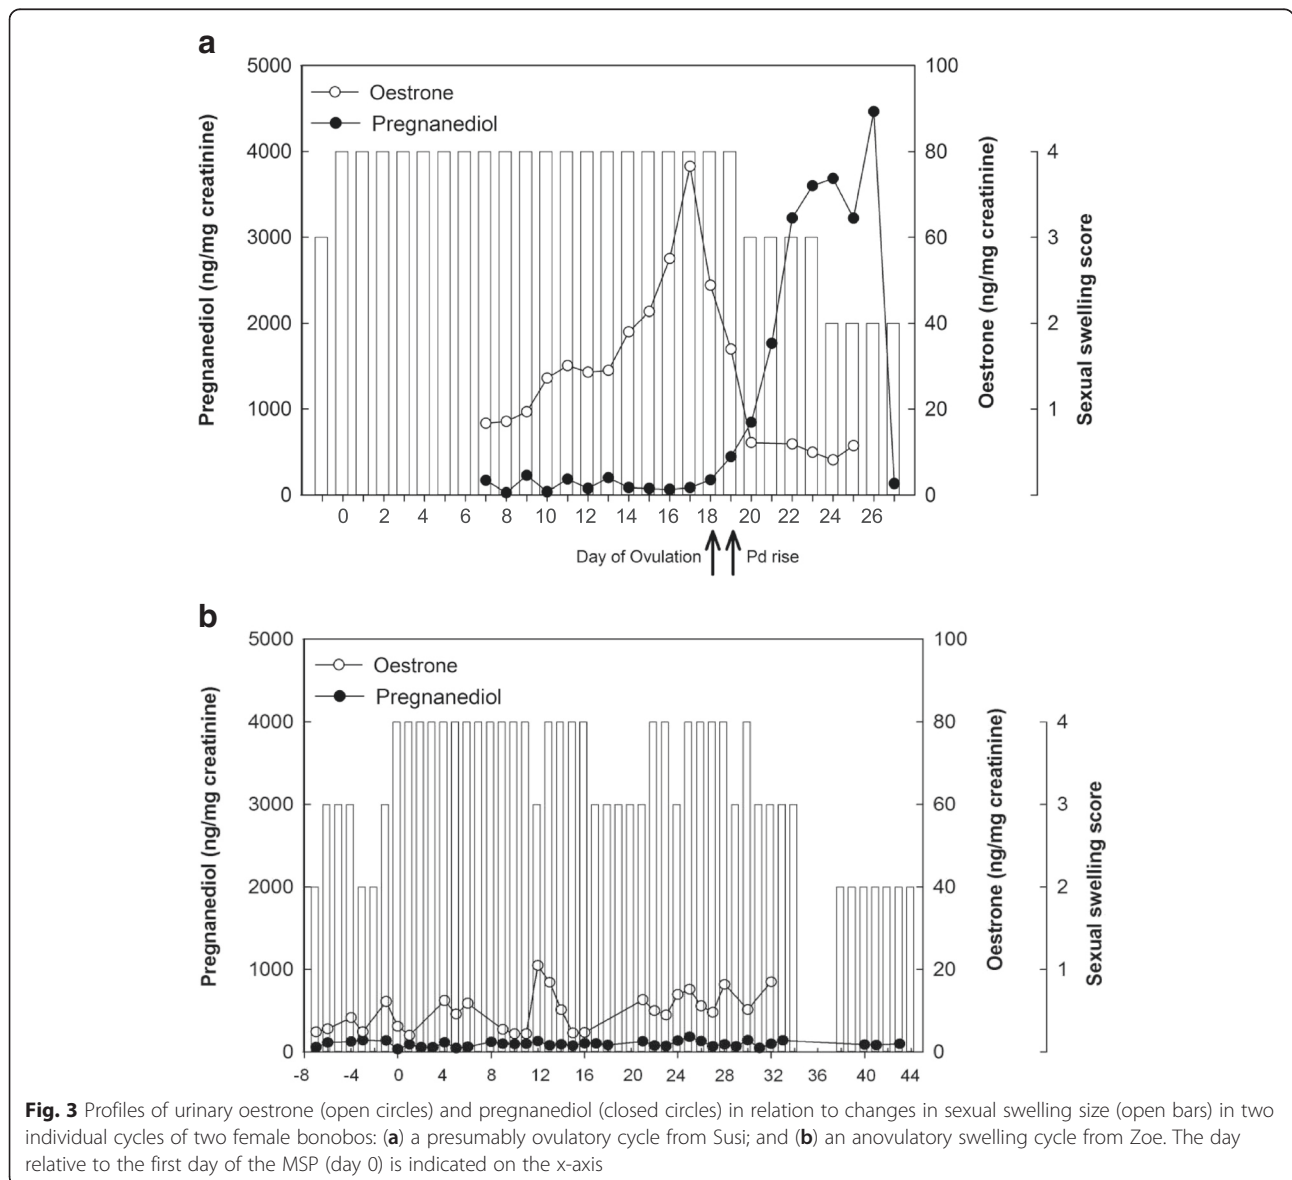 a
Oestrone
Pregnanediol
5000
4000
3000
2000
1000
0
Pregnanediol (ng/mg creatinine)
100
80
60
40
20
0
Oestrone (ng/mg creatinine)
4
3
2
1
Sexual swelling score
0 2 4 6 8 10 12 14 16 18 20 22 24 26
Day of Ovulation Pd rise
b
Oestrone
Pregnanediol
5000
4000
3000
2000
1000
0
Pregnanediol (ng/mg creatinine)
100
80
60
40
20
0
Oestrone (ng/mg creatinine)
4
3
2
1
Sexual swelling score
-8 -4 0 4 8 12 16 20 24 28 32 36 40 44
Fig. 3 Profiles of urinary oestrone (open circles) and pregnanediol (closed circles) in relation to changes in sexual swelling size (open bars) in two
individual cycles of two female bonobos: (a) a presumably ovulatory cycle from Susi; and (b) an anovulatory swelling cycle from Zoe. The day
relative to the first day of the MSP (day 0) is indicated on the x-axis